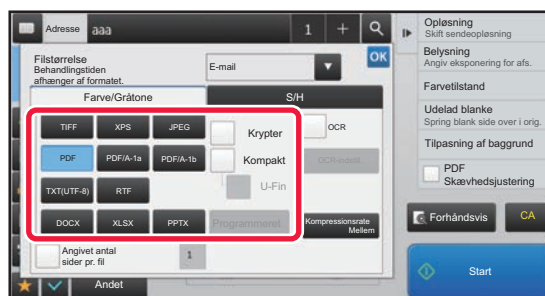 Adresse aaa 1 +
Filstørrelse
Behandlingstiden
afhænger af formatet.
E-mail
OK
Farve/Gråtone
S/H
TIFF XPS JPEG Krypter OCR
PDF PDF/A-1a PDF/A-1b Kompakt OCR-indstill.
TXT(UTF-8) RTF U-Fin
DOCX XLSX PPTX Programmeret. Kompressionsrate
Mellem
Angivet antal
sider pr. fil
1
Andet
Opløsning
Skift sendeopløsning
Belysning
Angiv eksponering for afs.
Farvetilstand
Udelad blanke
Spring blank side over i orig.
Tilpasning af baggrund
PDF
Skævhedsjustering
Forhåndsvis CA
Start